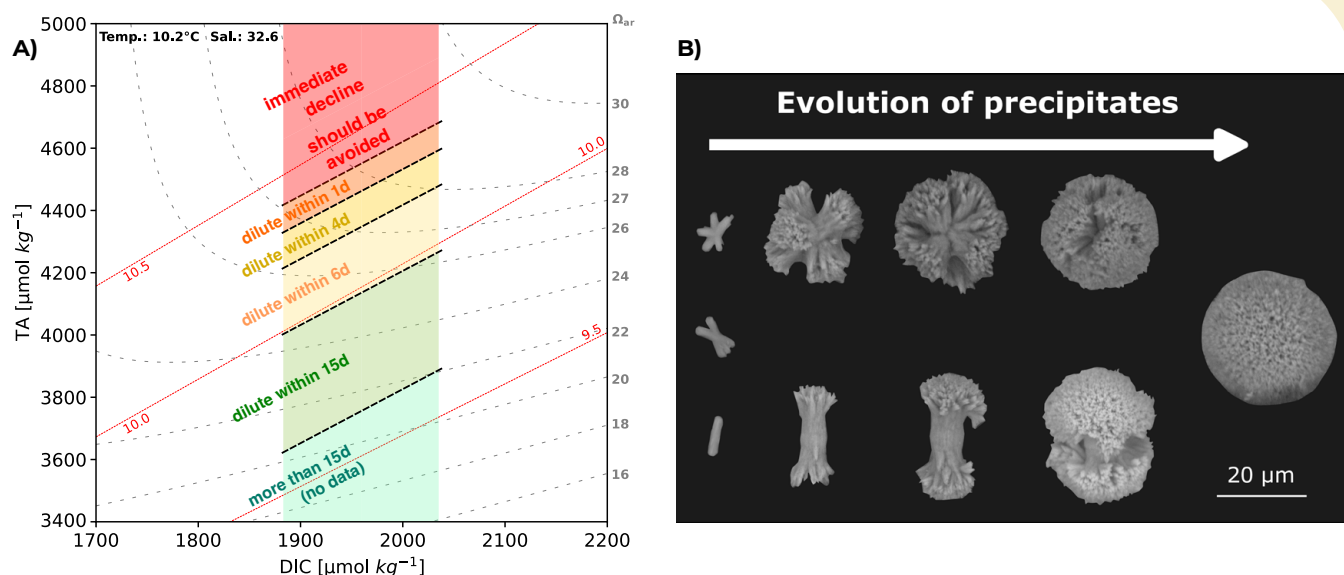 A)
Temp.: 10.2°C Sal.: 32.6
Ω_ar
5000
4800
4600
4400
4200
4000
3800
3600
3400
TA [μmol kg⁻¹]
1700
1800
1900
2000
2100
2200
DIC [μmol kg⁻¹]
immediate
decline
should be
avoided
dilute within 1d
dilute within 4d
dilute within 6d
dilute within 15d
more than 15d
(no data)
10.5
10.0
10.0
9.5
30
28
27
26
24
22
20
18
16
B)
Evolution of precipitates
20 μm